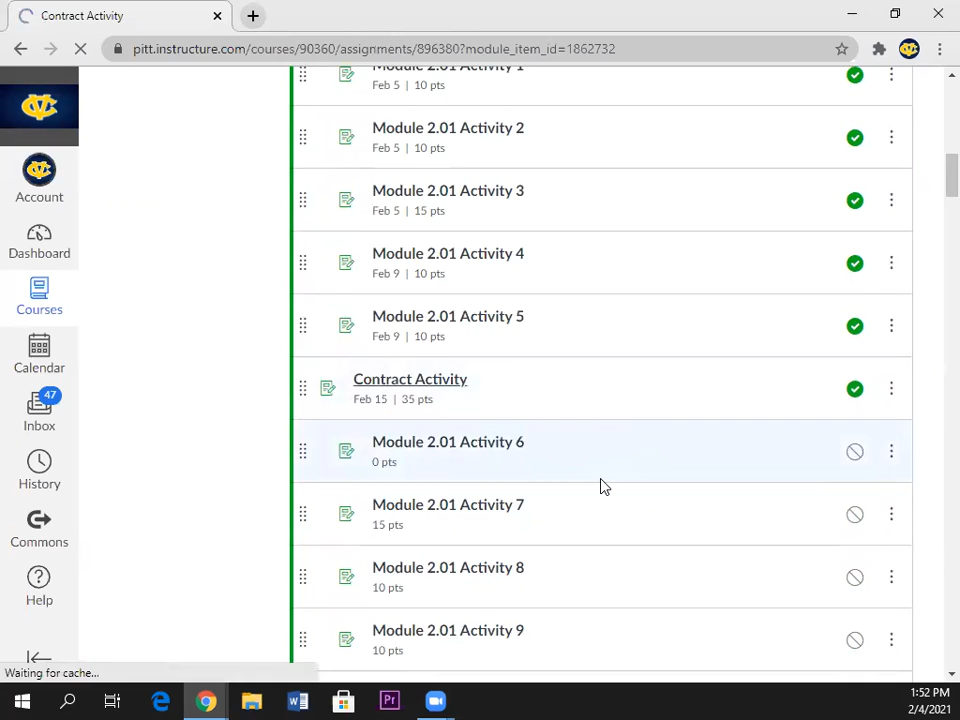 Contract Activity
pitt.instructure.com/courses/90360/assignments/896380?module_item_id=1862732
Module 2.01 Activity 1
Feb 5 | 10 pts
Module 2.01 Activity 2
Feb 5 | 10 pts
Module 2.01 Activity 3
Feb 5 | 15 pts
Module 2.01 Activity 4
Feb 9 | 10 pts
Module 2.01 Activity 5
Feb 9 | 10 pts
Contract Activity
Feb 15 | 35 pts
Module 2.01 Activity 6
0 pts
Module 2.01 Activity 7
15 pts
Module 2.01 Activity 8
10 pts
Module 2.01 Activity 9
10 pts
CV
Account
Dashboard
Courses
Calendar
47
Inbox
History
Commons
Help
Waiting for cache...
Pr
1:52 PM
2/4/2021